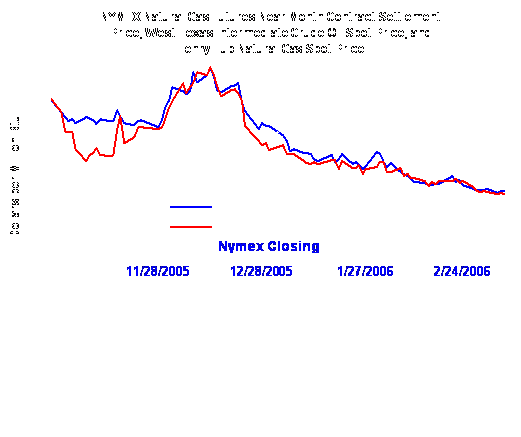 NYMEX Natural Gas Futures Near Month Contract Settlement
Price, West Texas Intermediate Crude Oil Spot Price, and
Henry Hub Natural Gas Spot Price
Nymex Closing
11/28/2005 12/28/2005 1/27/2006 2/24/2006